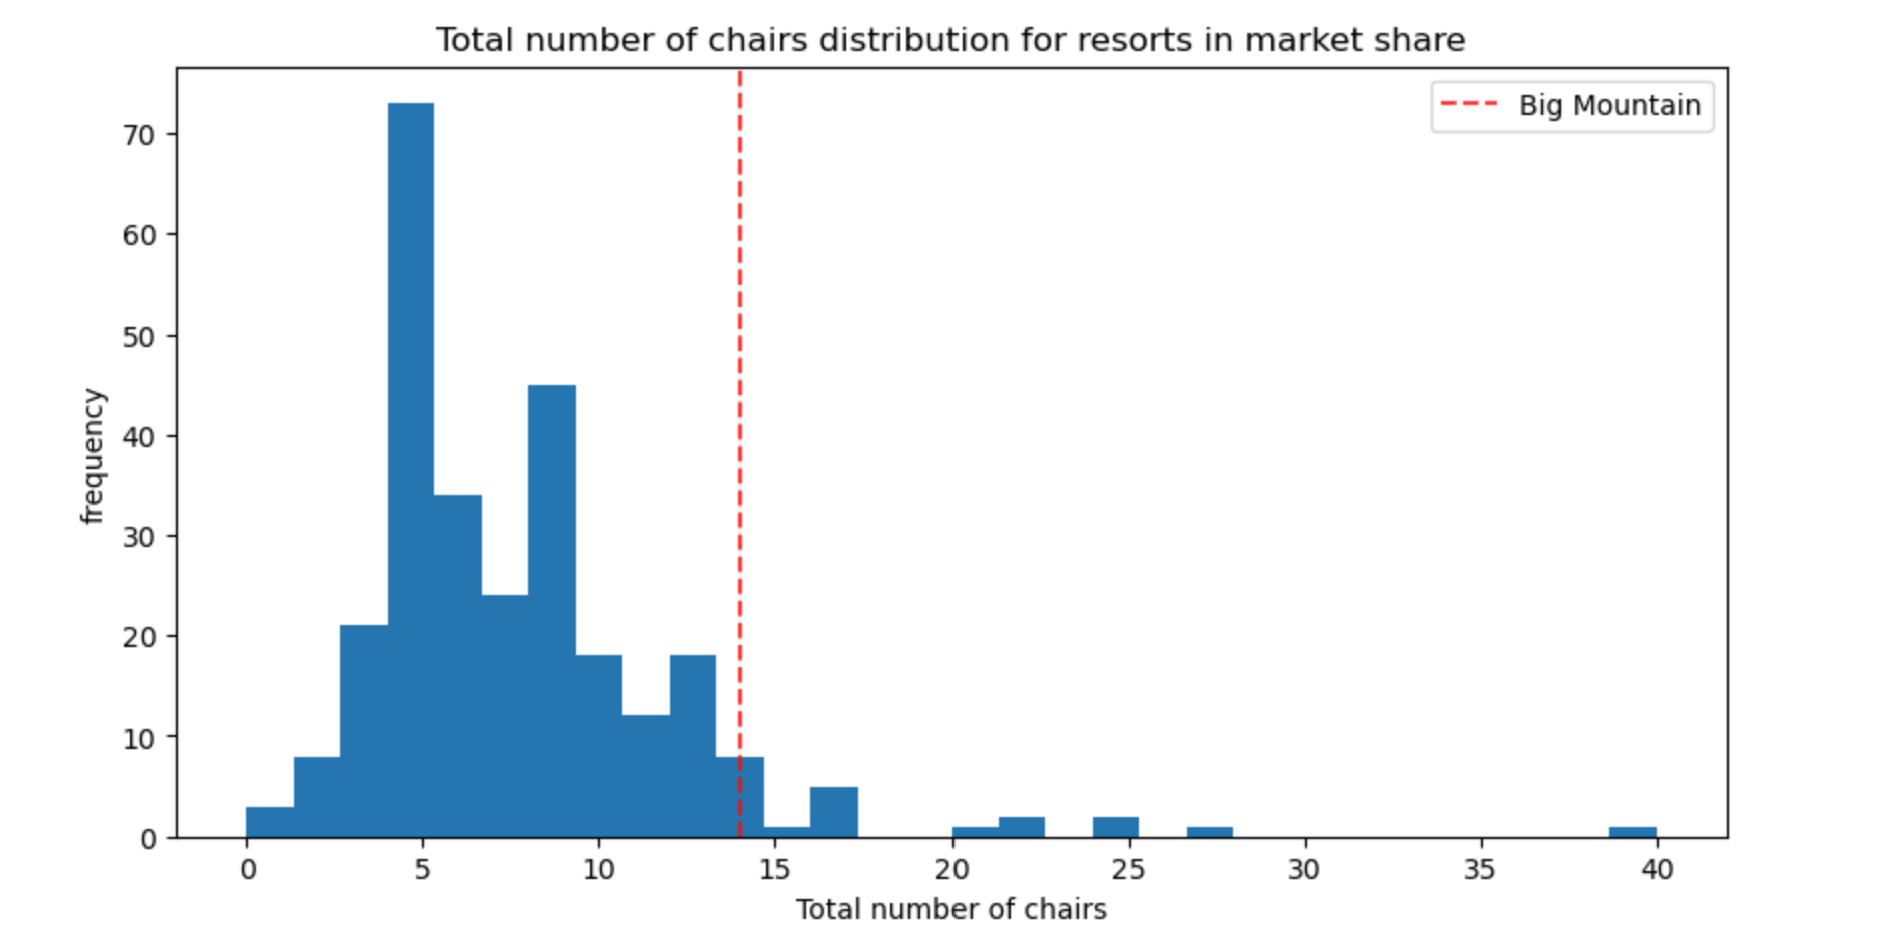 Total number of chairs distribution for resorts in market share
Big Mountain
70
60
50
40
30
20
10
0
frequency
0 5 10 15 20 25 30 35 40
Total number of chairs